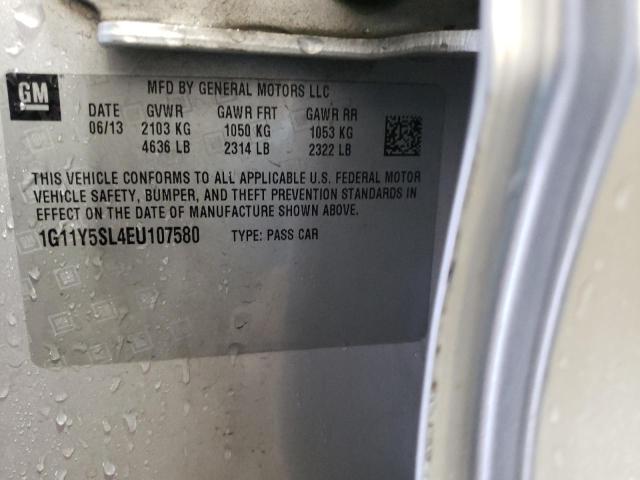 GM
MFD BY GENERAL MOTORS LLC
DATE GVWR GAWR FRT GAWR RR
06/13 2103 KG 1050 KG 1053 KG
4636 LB 2314 LB 2322 LB
THIS VEHICLE CONFORMS TO ALL APPLICABLE U.S. FEDERAL MOTOR
VEHICLE SAFETY, BUMPER, AND THEFT PREVENTION STANDARDS IN
EFFECT ON THE DATE OF MANUFACTURE SHOWN ABOVE.
1G11Y5SL4EU107580 TYPE: PASS CAR